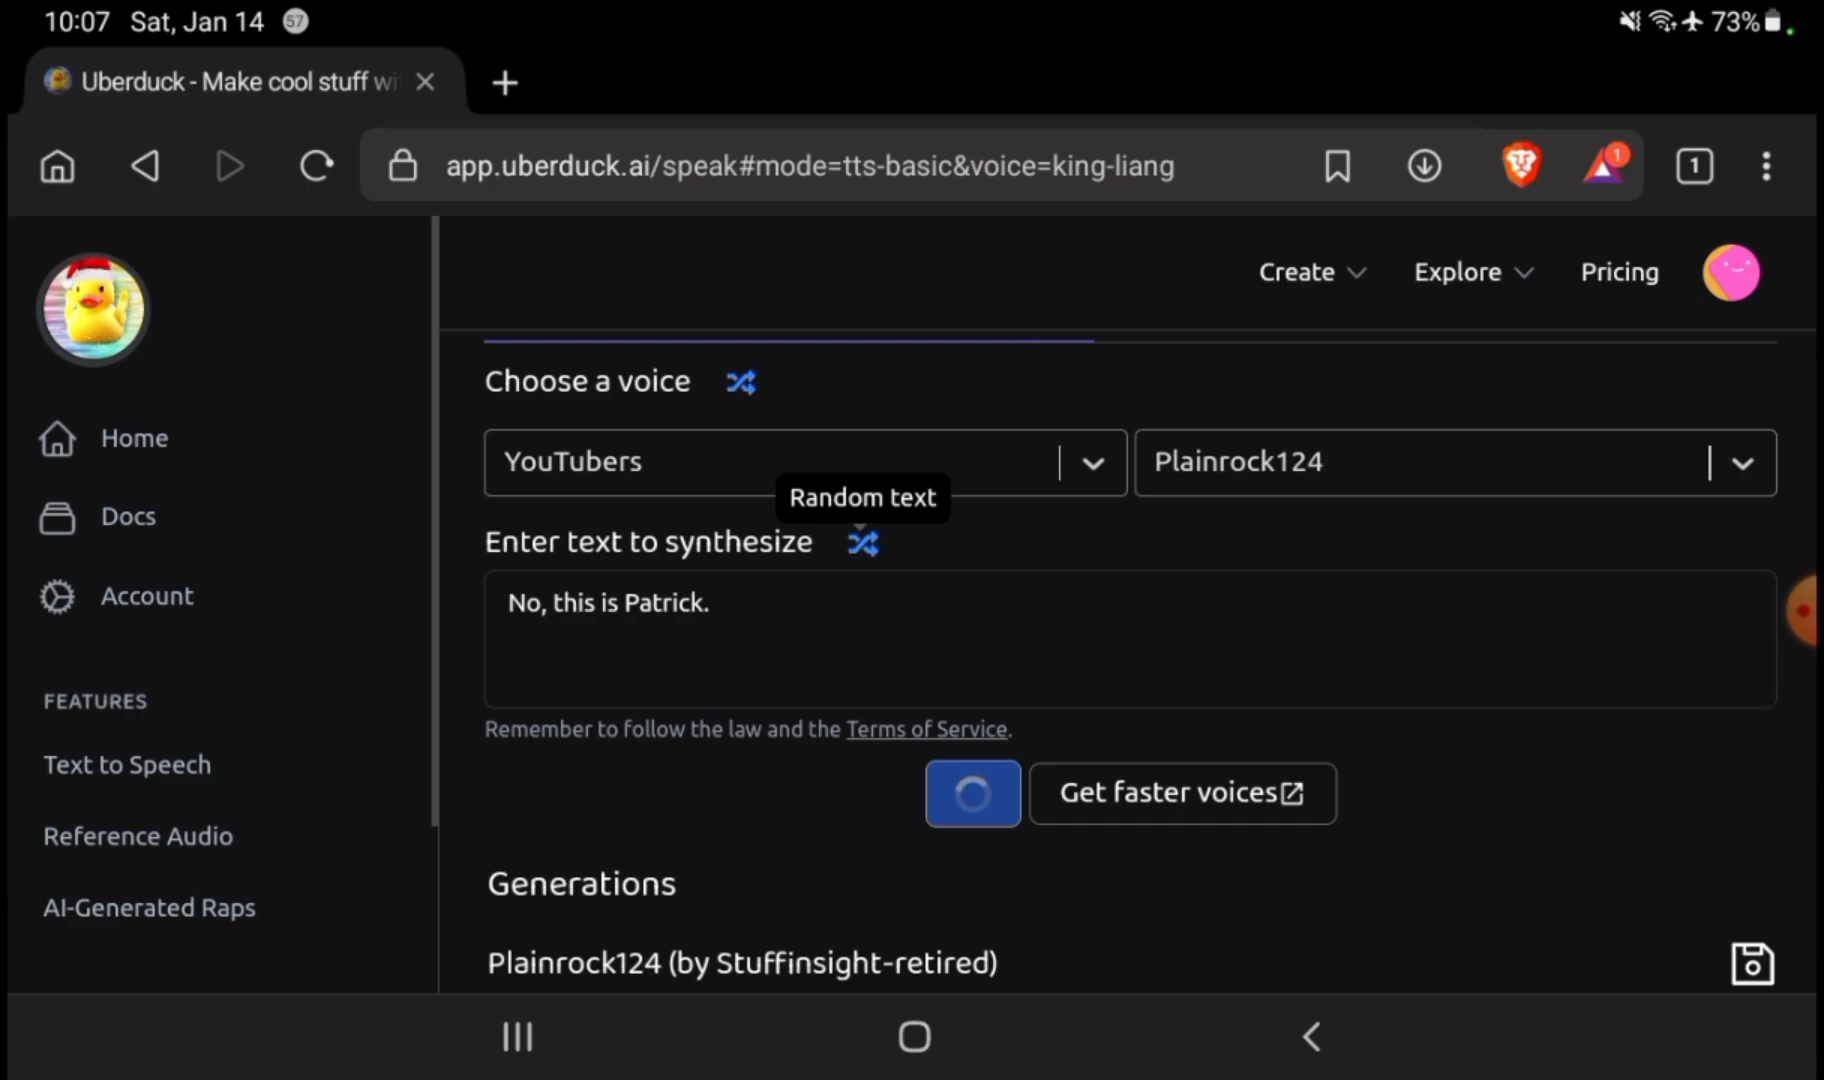 10:07 Sat, Jan 14 57
73%
Uberduck - Make cool stuff wi
app.uberduck.ai/speak#mode=tts-basic&voice=king-liang
1
1
Create
Explore
Pricing
Home
Docs
Account
FEATURES
Text to Speech
Reference Audio
AI-Generated Raps
Choose a voice
YouTubers
Plainrock124
Random text
Enter text to synthesize
No, this is Patrick.
Remember to follow the law and the Terms of Service.
Get faster voices
Generations
Plainrock124 (by Stuffinsight-retired)